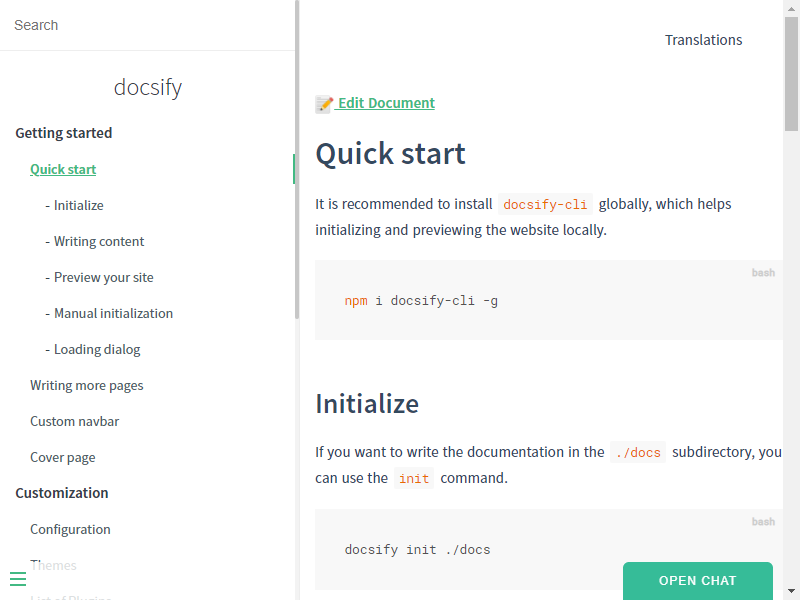 Search
docsify
Getting started
Quick start
- Initialize
- Writing content
- Preview your site
- Manual initialization
- Loading dialog
Writing more pages
Custom navbar
Cover page
Customization
Configuration
Themes
List of Plugins
Translations
Edit Document
Quick start
It is recommended to install docsify-cli globally, which helps
initializing and previewing the website locally.
bash
npm i docsify-cli -g
Initialize
If you want to write the documentation in the ./docs subdirectory, you
can use the init command.
bash
docsify init ./docs
OPEN CHAT